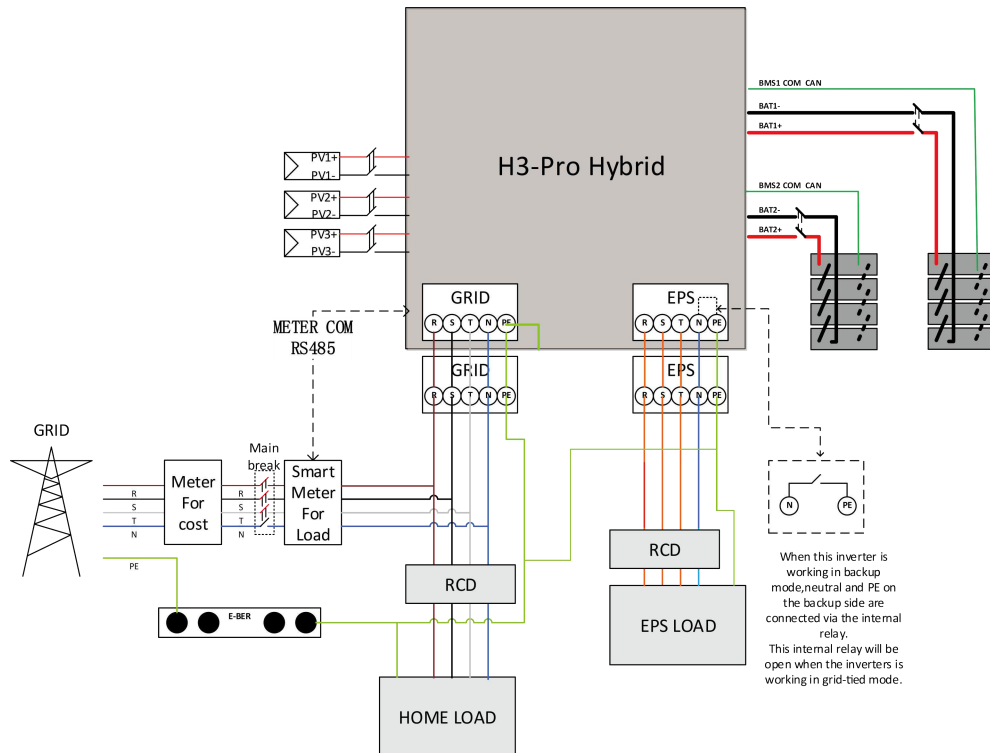 H3-Pro Hybrid
BMS1 COM CAN
BAT1-
BAT1+
PV1+
PV1-
PV2+
PV2-
PV3+
PV3-
BMS2 COM CAN
BAT2-
BAT2+
GRID
R S T N PE
EPS
R S T N PE
METER COM
RS485
GRID
R S T N PE
EPS
R S T N PE
GRID
Main
break
Meter
For
cost
Smart
Meter
For
Load
R
S
T
N
R
S
T
N
PE
N
PE
RCD
RCD
E-BER
EPS LOAD
HOME LOAD
When this inverter is
working in backup
mode,neutral and PE on
the backup side are
connected via the internal
relay.
This internal relay will be
open when the inverters is
working in grid-tied mode.